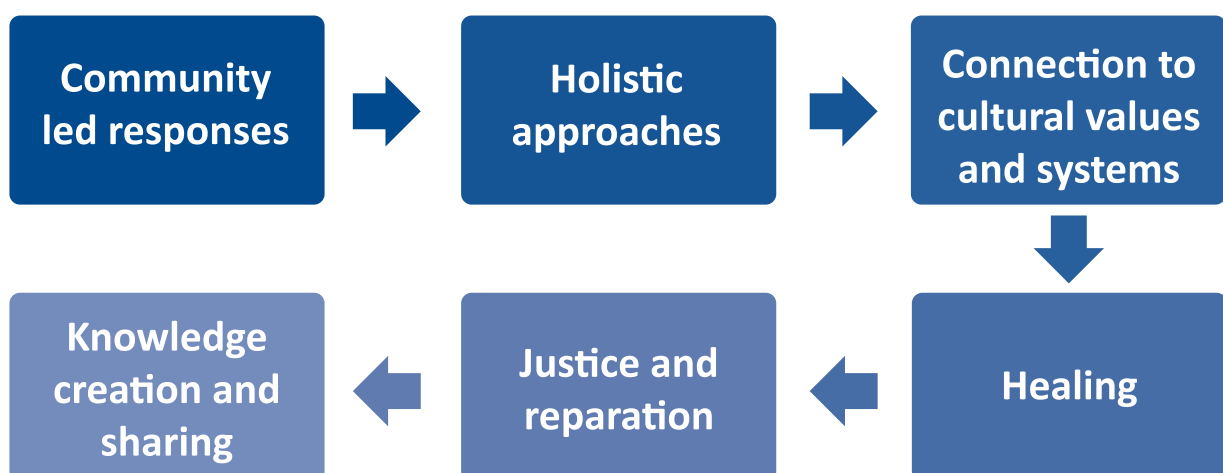 Community
led responses
Holistic
approaches
Connection to
cultural values
and systems
Healing
Justice and
reparation
Knowledge
creation and
sharing